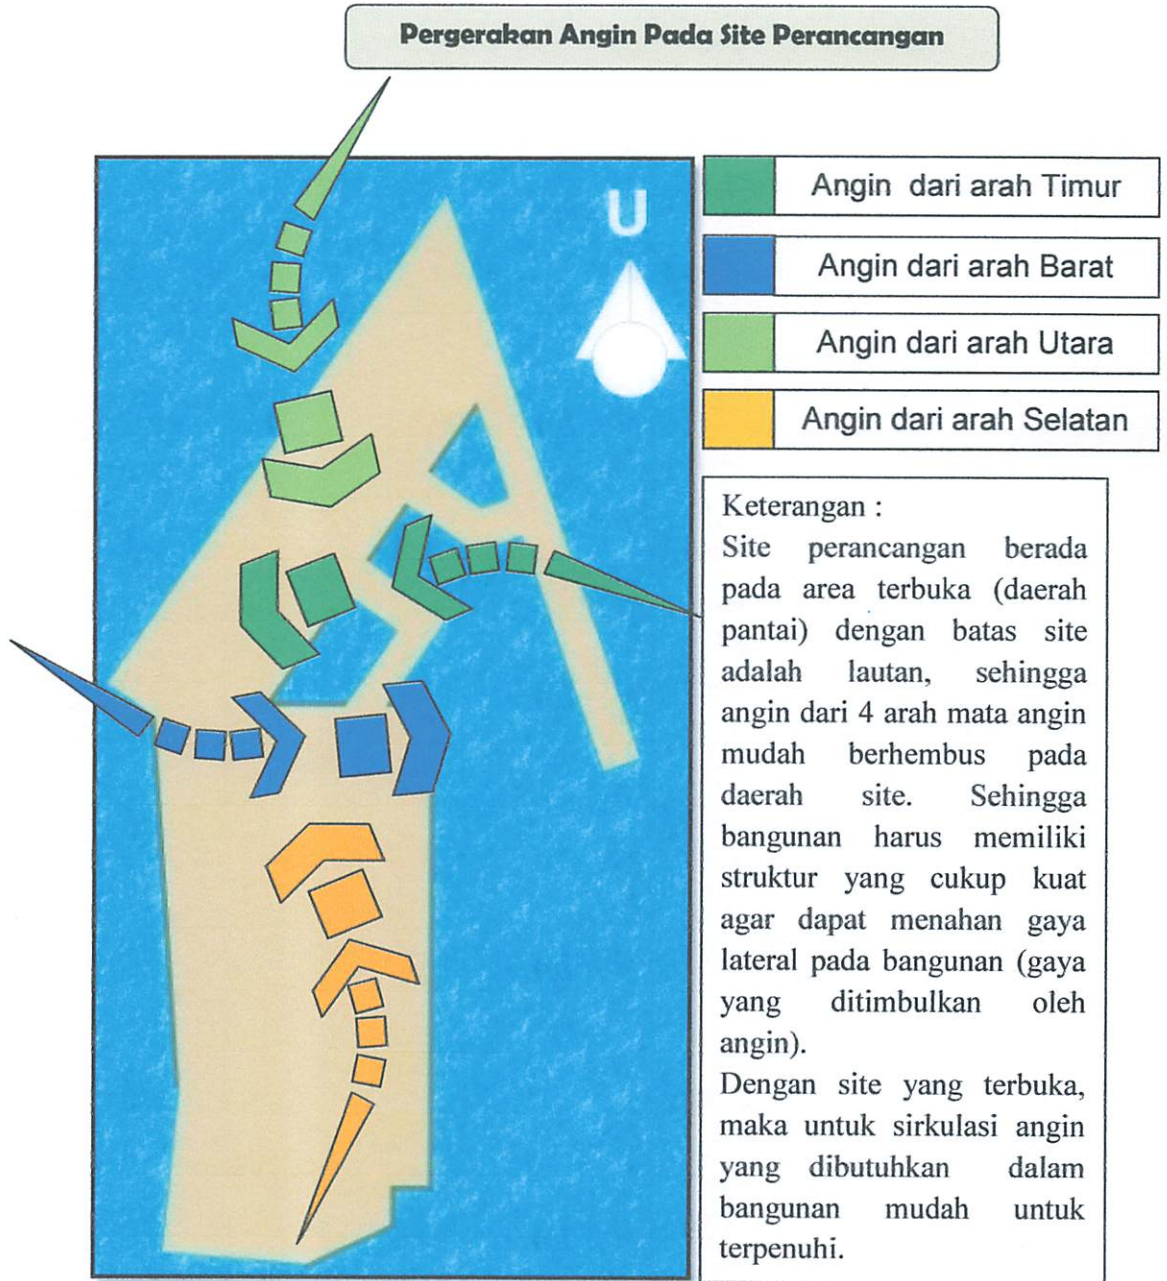 Pergerakan Angin Pada Site Perancangan
U
Angin dari arah Timur
Angin dari arah Barat
Angin dari arah Utara
Angin dari arah Selatan
Keterangan :
Site perancangan berada
pada area terbuka (daerah
pantai) dengan batas site
adalah lautan, sehingga
angin dari 4 arah mata angin
mudah berhembus pada
daerah site. Sehingga
bangunan harus memiliki
struktur yang cukup kuat
agar dapat menahan gaya
lateral pada bangunan (gaya
yang ditimbulkan oleh
angin).
Dengan site yang terbuka,
maka untuk sirkulasi angin
yang dibutuhkan dalam
bangunan mudah untuk
terpenuhi.